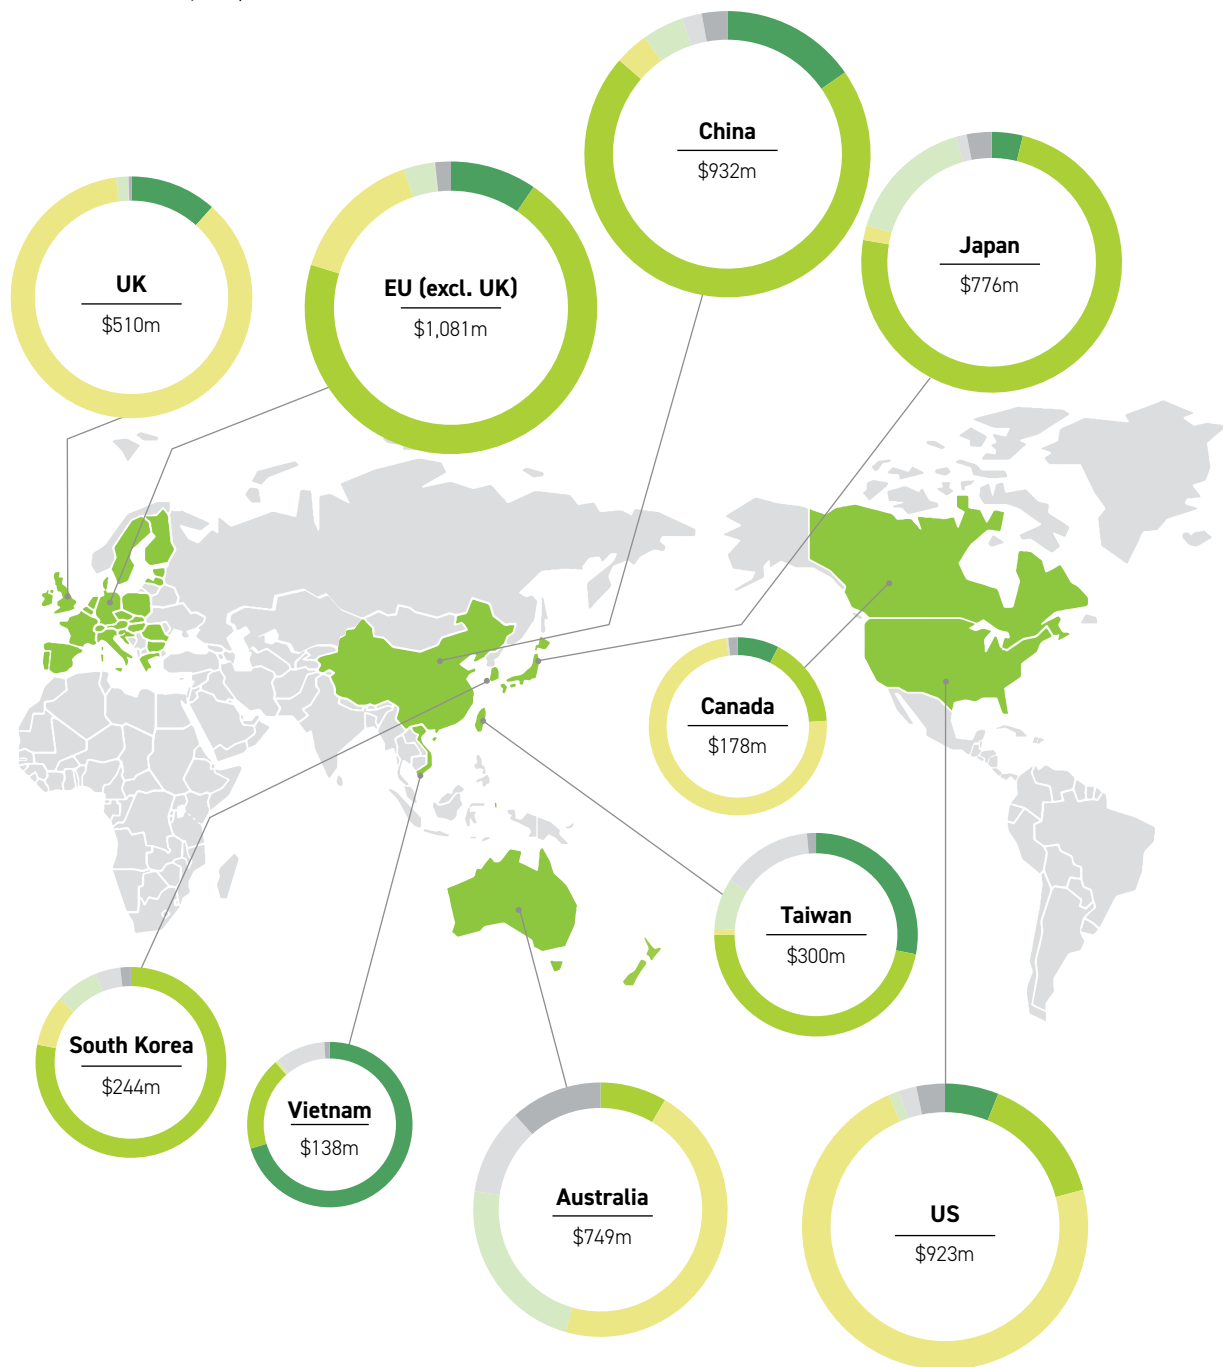 China
$932m
Japan
$776m
UK
$510m
EU (excl. UK)
$1,081m
Canada
$178m
Taiwan
$300m
South Korea
$244m
Vietnam
$138m
Australia
$749m
US
$923m